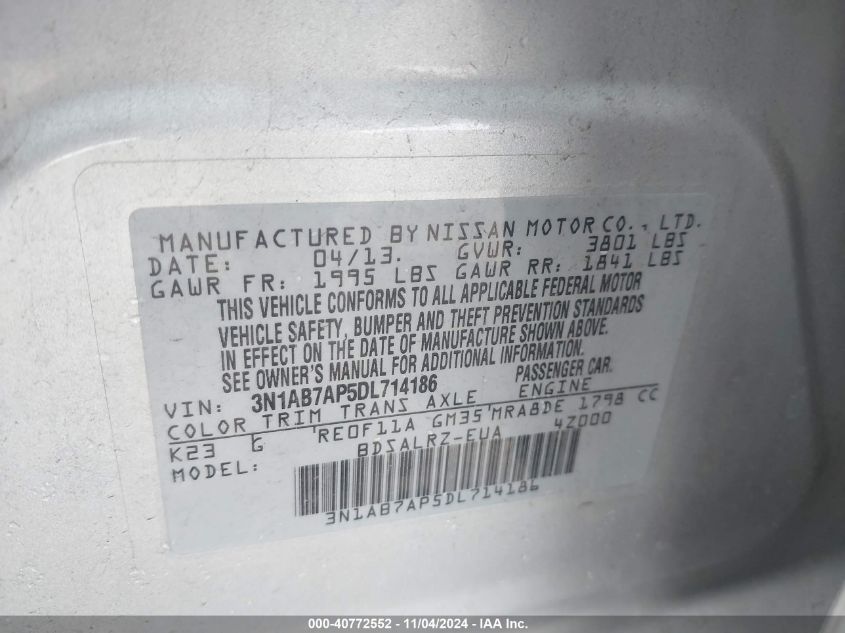 MANUFACTURED BY NISSAN MOTOR CO., LTD.
DATE: 04/13. GVWR: 3801 LBS
GAWR FR: 1995 LBS GAWR RR: 1841 LBS
THIS VEHICLE CONFORMS TO ALL APPLICABLE FEDERAL MOTOR
VEHICLE SAFETY, BUMPER AND THEFT PREVENTION STANDARDS
IN EFFECT ON THE DATE OF MANUFACTURE SHOWN ABOVE.
SEE OWNER'S MANUAL FOR ADDITIONAL INFORMATION.
VIN: 3N1AB7AP5DL714186 PASSENGER CAR.
COLOR TRIM TRANS AXLE ENGINE
K23 G RE0F11A GM35 MRA8DE 1798 CC
MODEL: BDSALRZ-EUA 4Z000
3N1AB7AP5DL714186
000-40772552 - 11/04/2024 - IAA Inc.